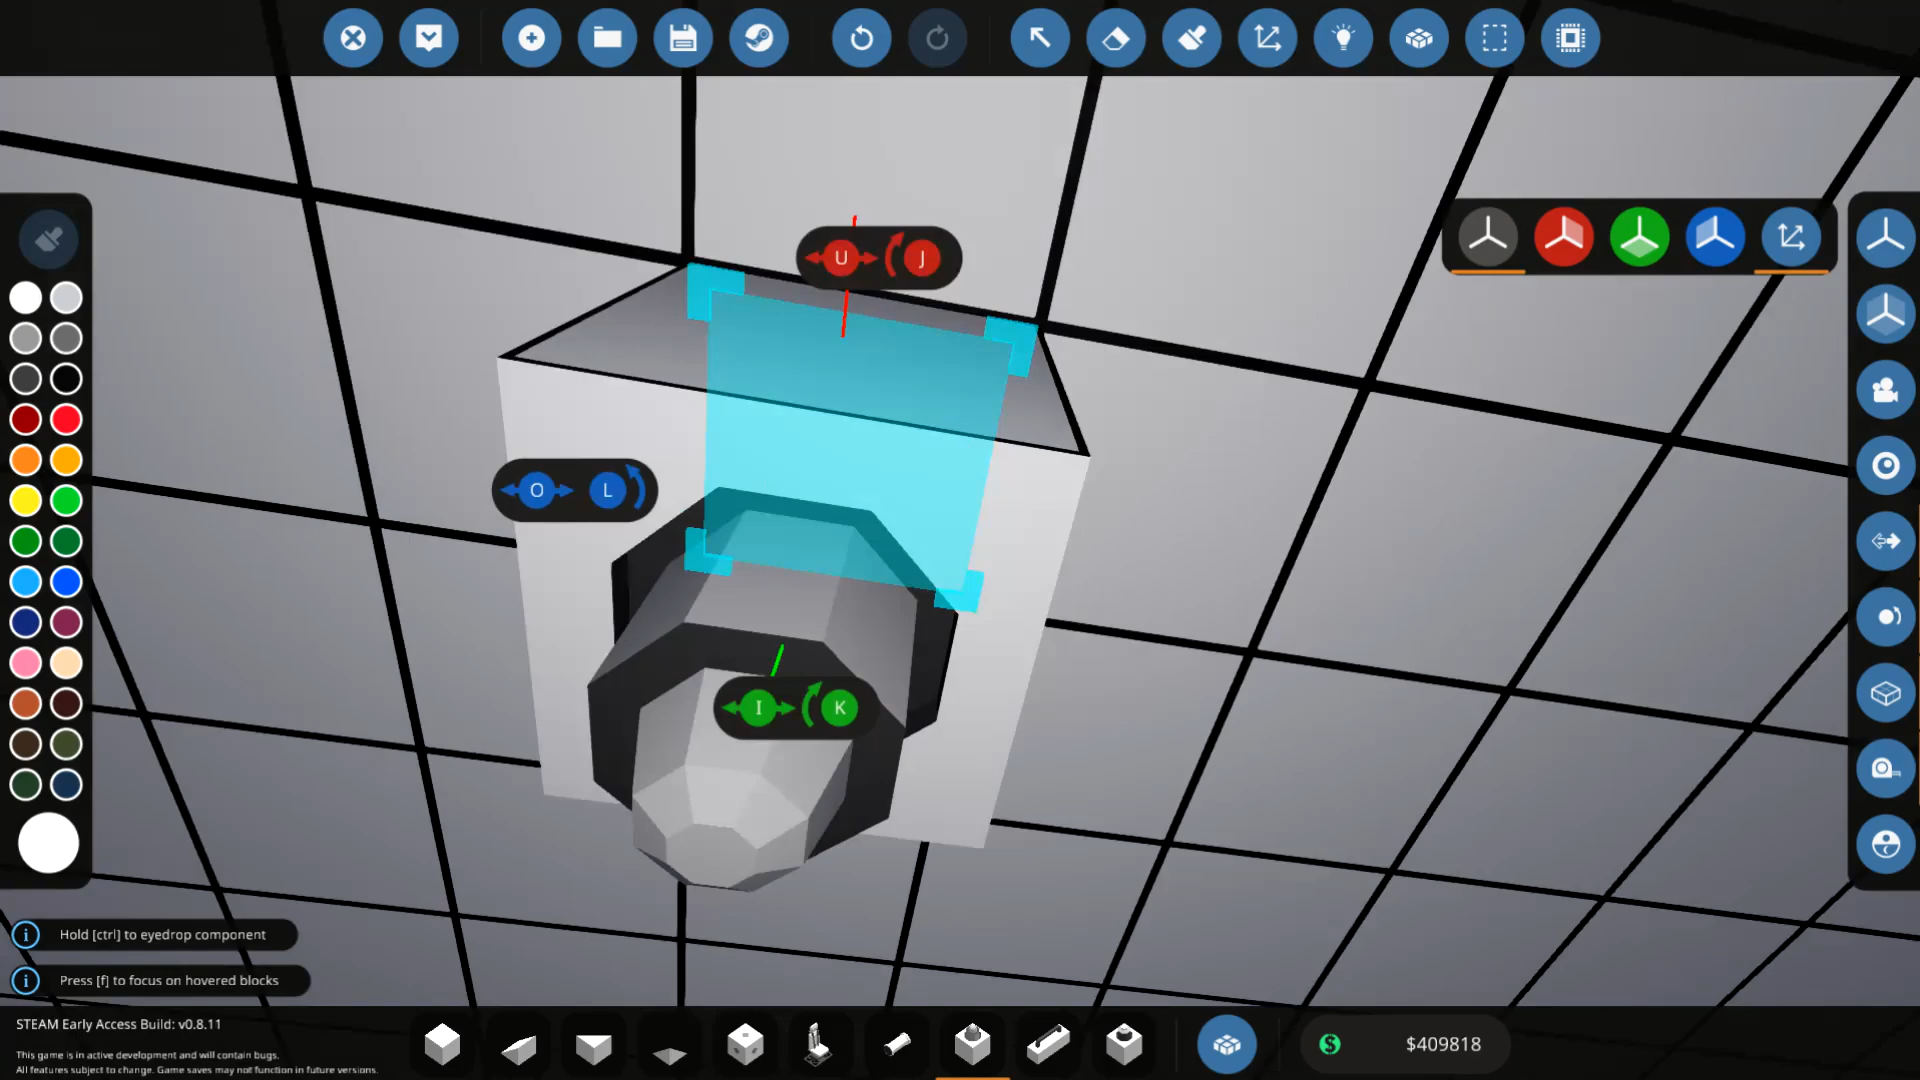 U
J
O
L
I
K
Hold [ctrl] to eyedrop component
Press [f] to focus on hovered blocks
STEAM Early Access Build: v0.8.11
This game is in active development and will contain bugs.
All features subject to change. Game saves may not function in future versions.
$ $409818